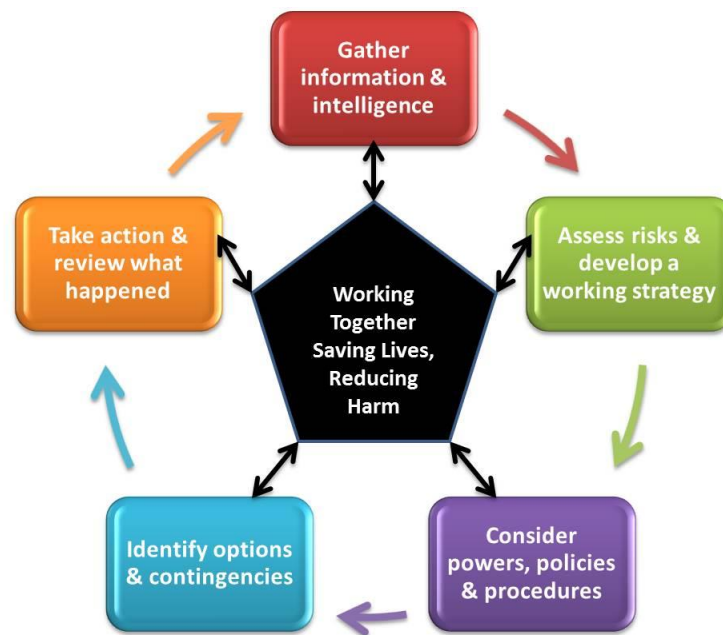 Gather
information &
intelligence
Assess risks &
develop a
working strategy
Consider
powers, policies
& procedures
Identify options
& contingencies
Take action &
review what
happened
Working
Together
Saving Lives,
Reducing
Harm